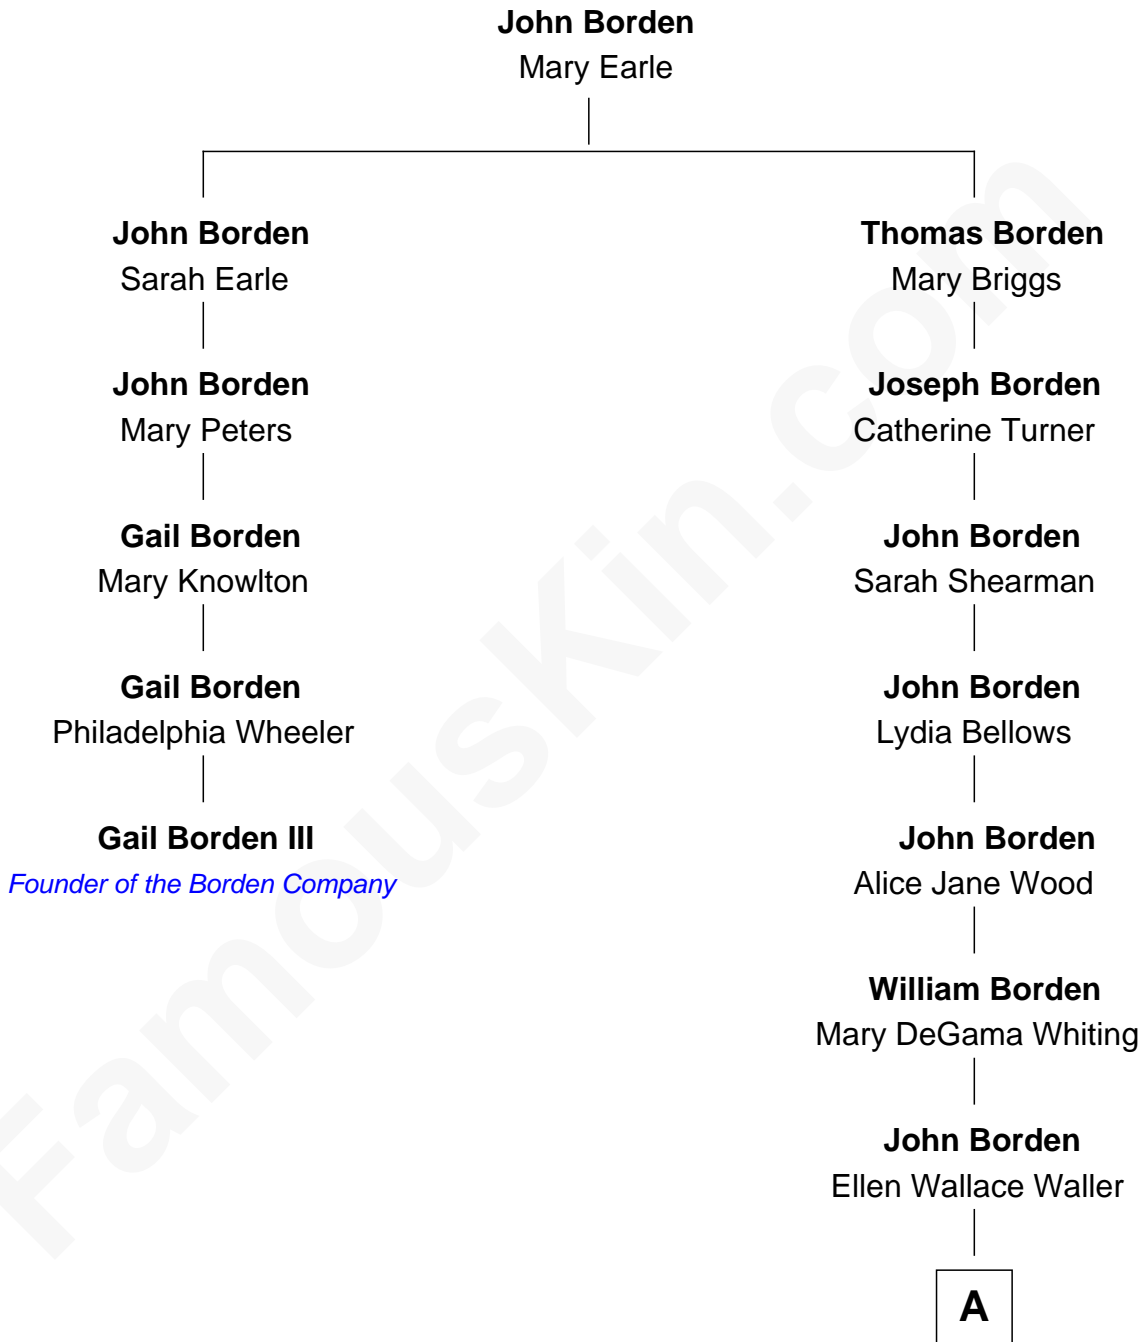 John Borden
Mary Earle
John Borden
Sarah Earle
John Borden
Mary Peters
Gail Borden
Mary Knowlton
Gail Borden
Philadelphia Wheeler
Gail Borden III
Founder of the Borden Company
Thomas Borden
Mary Briggs
Joseph Borden
Catherine Turner
John Borden
Sarah Shearman
John Borden
Lydia Bellows
John Borden
Alice Jane Wood
William Borden
Mary DeGama Whiting
John Borden
Ellen Wallace Waller
A
FamousKin.com